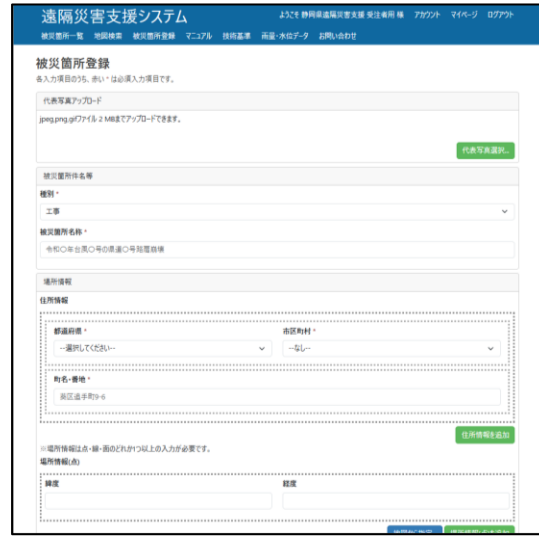 遠隔災害支援システム
ようこそ 静岡県遠隔災害支援 受注者用 様 アカウント マイページ ログアウト
被災箇所一覧 地図検索 被災箇所登録 マニュアル 技術基準 雨量・水位データ お問い合わせ
被災箇所登録
各入力項目のうち、赤い * は必須入力項目です。
代表写真アップロード
jpeg,png,gifファイル 2 MBまでアップロードできます。
代表写真選択...
被災箇所件名等
種別 *
工事
被災箇所名称 *
令和〇年台風〇号の県道〇号路層崩壊
場所情報
住所情報
都道府県 * 市区町村 *
--選択してください-- --なし--
町名・番地 *
葵区追手町9-6
住所情報を追加
※場所情報は点・線・面のどれか1つ以上の入力が必要です。
場所情報(点)
緯度 経度